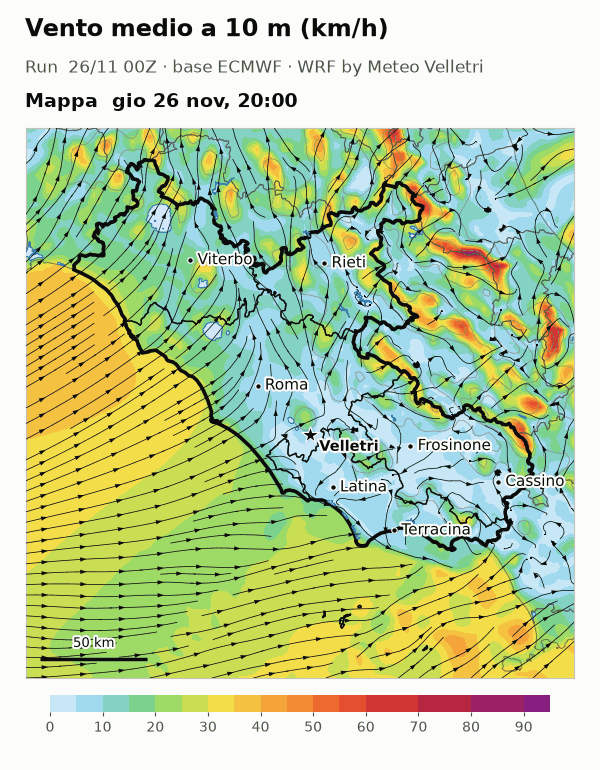 Vento medio a 10 m (km/h)
Run 26/11 00Z · base ECMWF · WRF by Meteo Velletri
Mappa gio 26 nov, 20:00
Viterbo
Rieti
Roma
Velletri
Frosinone
Cassino
Latina
Terracina
50 km
0 10 20 30 40 50 60 70 80 90